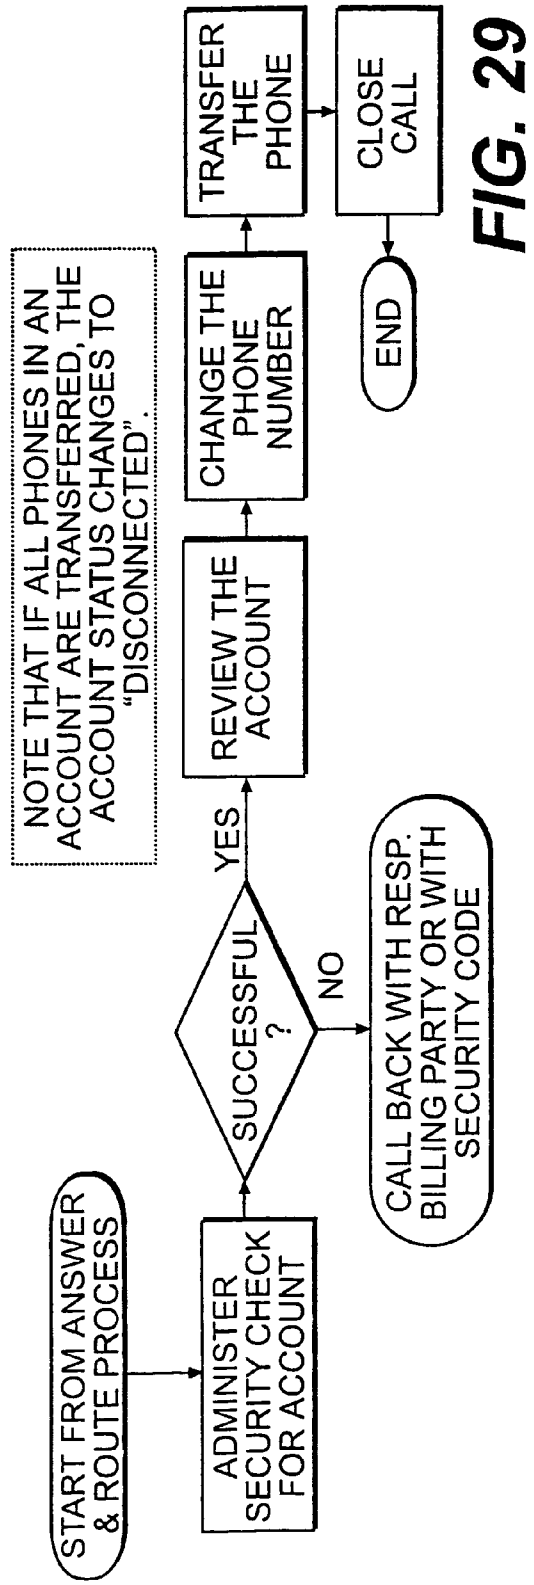 START FROM ANSWER
& ROUTE PROCESS
ADMINISTER
SECURITY CHECK
FOR ACCOUNT
SUCCESSFUL
?
YES
NO
CALL BACK WITH RESP.
BILLING PARTY OR WITH
SECURITY CODE
REVIEW THE
ACCOUNT
CHANGE THE
PHONE
NUMBER
TRANSFER
THE
PHONE
CLOSE
CALL
END
NOTE THAT IF ALL PHONES IN AN
ACCOUNT ARE TRANSFERRED, THE
ACCOUNT STATUS CHANGES TO
"DISCONNECTED".
FIG. 29